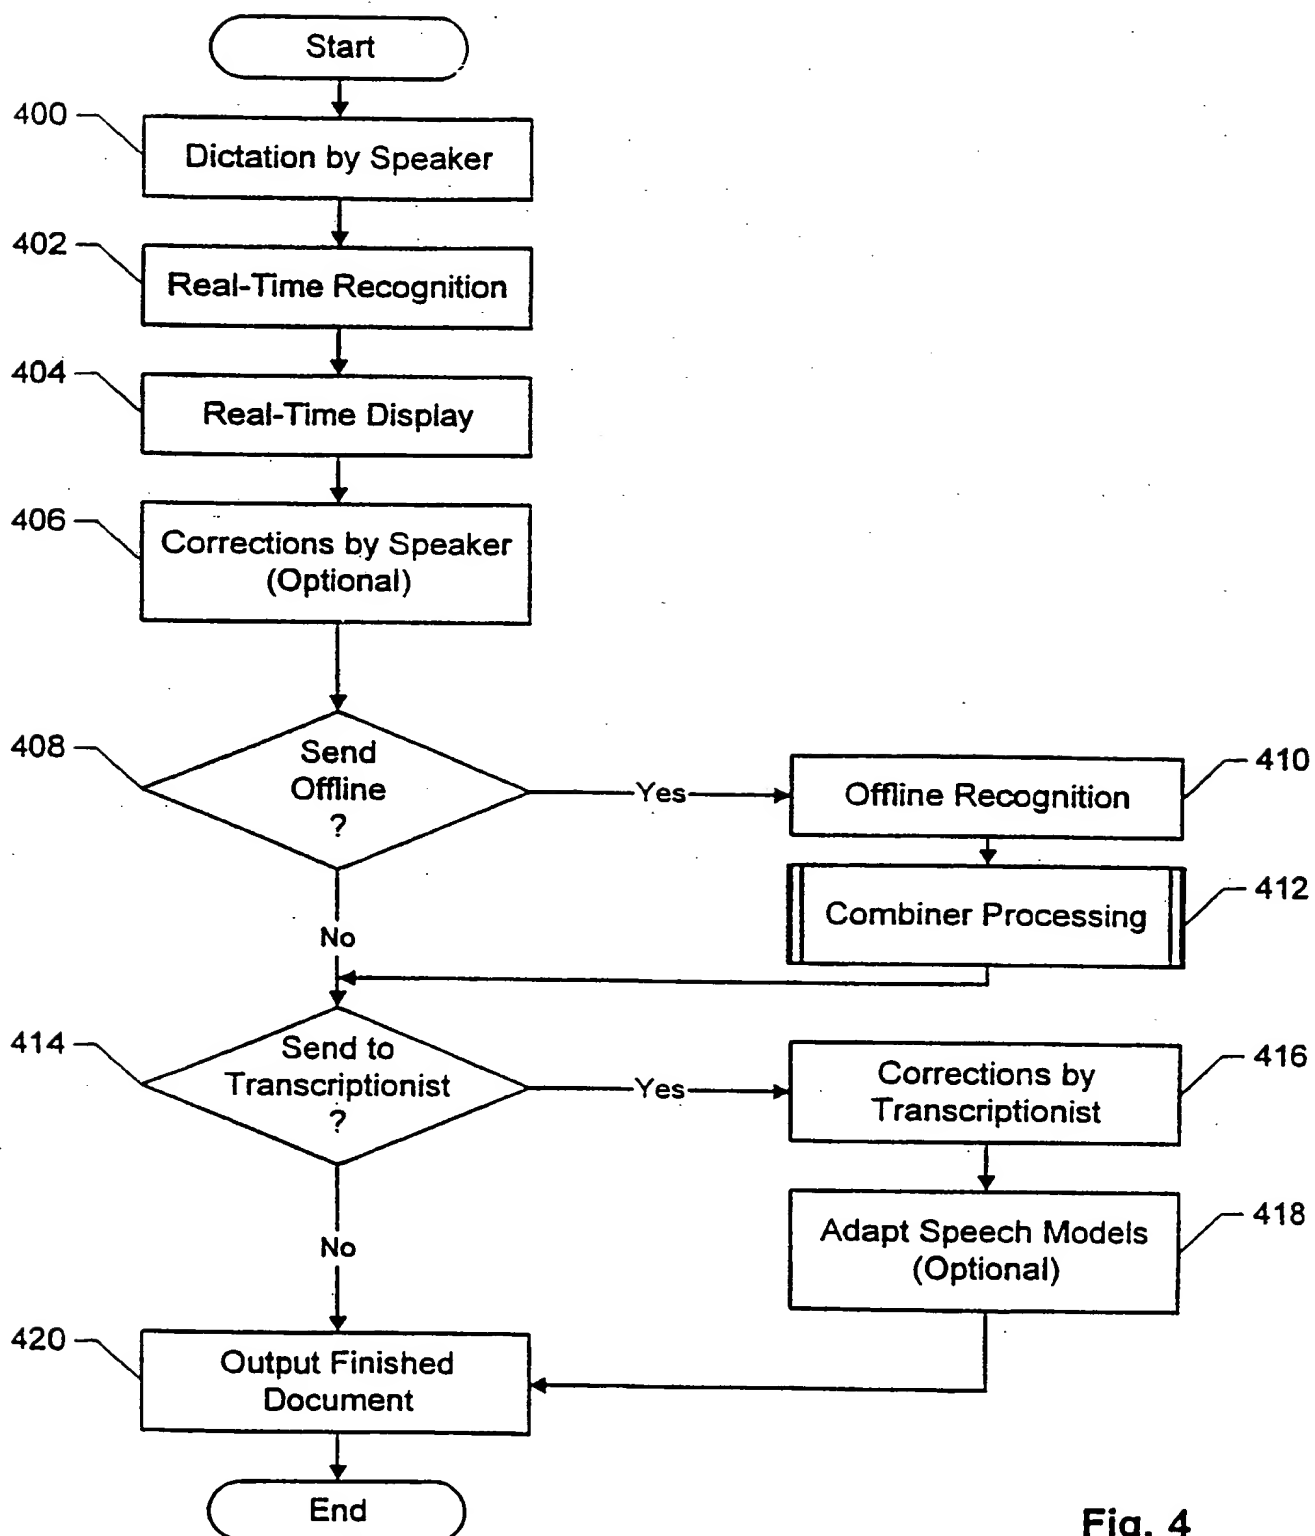 Start
400
Dictation by Speaker
402
Real-Time Recognition
404
Real-Time Display
406
Corrections by Speaker
(Optional)
408
Send
Offline
?
Yes
410
Offline Recognition
412
Combiner Processing
No
414
Send to
Transcriptionist
?
Yes
416
Corrections by
Transcriptionist
418
Adapt Speech Models
(Optional)
No
420
Output Finished
Document
End
Fig. 4